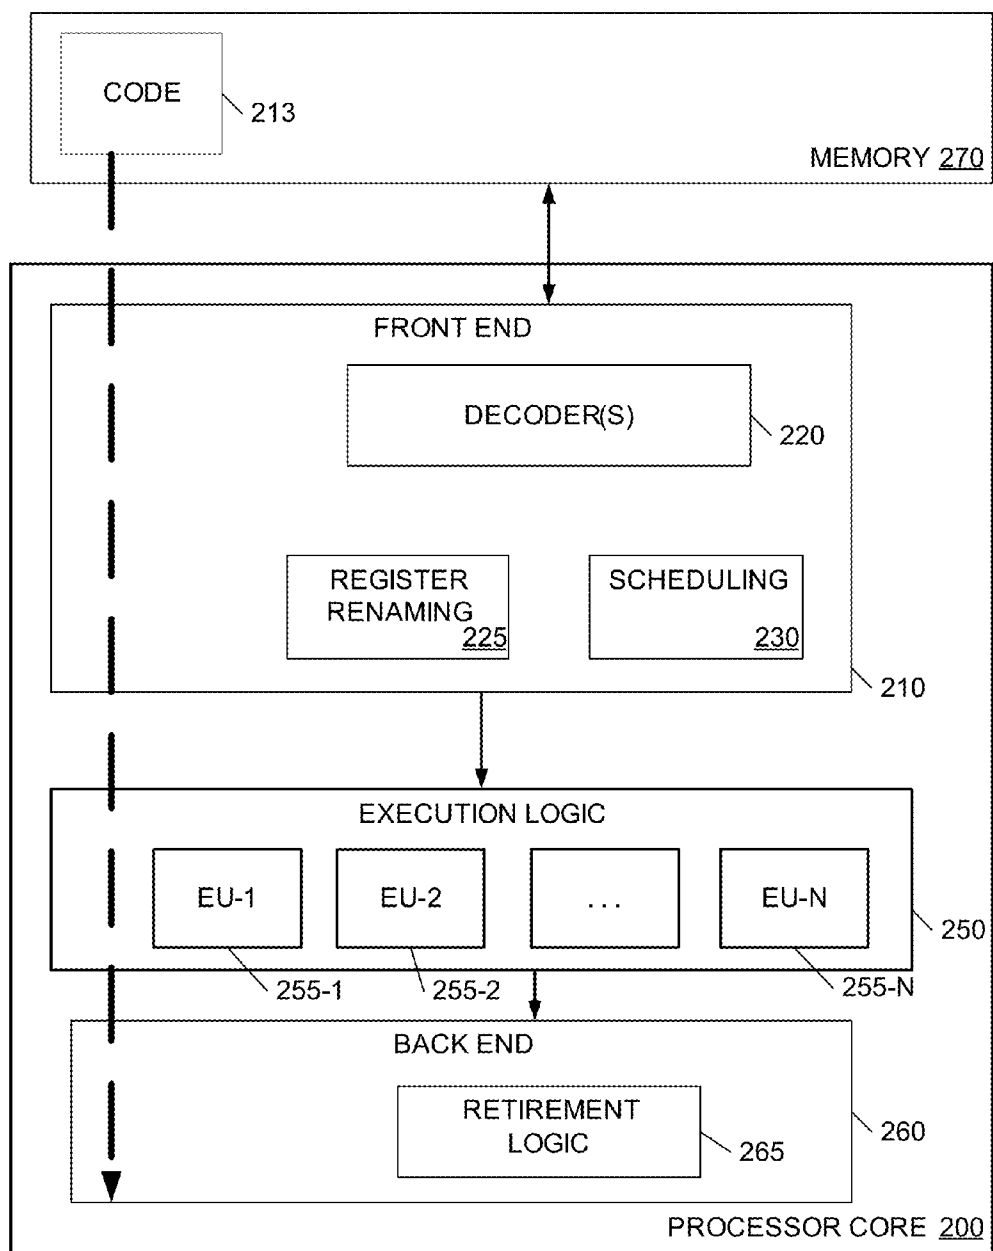 CODE
213
MEMORY 270
FRONT END
DECODER(S)
220
REGISTER
RENAMING
225
SCHEDULING
230
210
EXECUTION LOGIC
EU-1
EU-2
...
EU-N
250
255-1
255-2
255-N
BACK END
RETIREMENT
LOGIC
265
260
PROCESSOR CORE 200